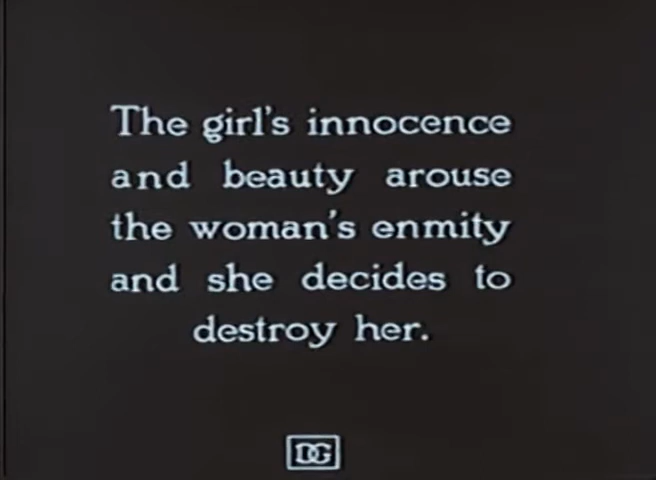 The girl's innocence
and beauty arouse
the woman's enmity
and she decides to
destroy her.
DG